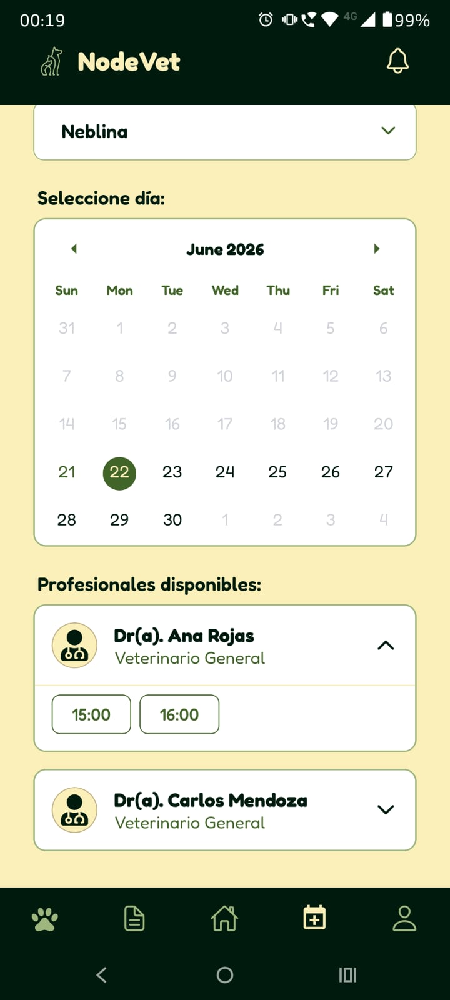 00:19 4G 99%
NodeVet
Neblina
Seleccione día:
June 2026
Sun Mon Tue Wed Thu Fri Sat
31 1 2 3 4 5 6
7 8 9 10 11 12 13
14 15 16 17 18 19 20
21 22 23 24 25 26 27
28 29 30 1 2 3 4
Profesionales disponibles:
Dr(a). Ana Rojas
Veterinario General
15:00 16:00
Dr(a). Carlos Mendoza
Veterinario General